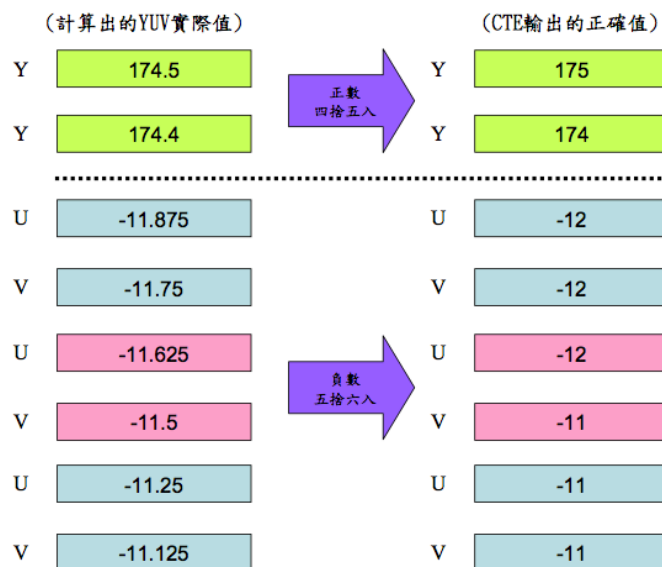 (計算出的YUV實際值) (CTE輸出的正確值)
Y 174.5 正數 四捨五入 Y 175
Y 174.4 Y 174
U -11.875 U -12
V -11.75 V -12
U -11.625 U -12
負數
五捨六入
V -11.5 V -11
U -11.25 U -11
V -11.125 V -11